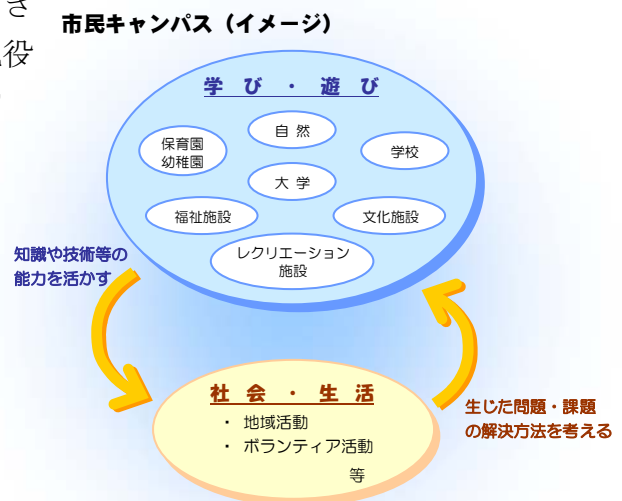 さ
役
市民キャンパス（イメージ）
学 び ・ 遊 び
自 然
保育園
幼稚園
学校
大 学
福祉施設
文化施設
レクリエーション
施設
知識や技術等の
能力を活かす
社 会 ・ 生 活
・ 地域活動
・ ボランティア活動
等
生じた問題・課題
の解決方法を考える